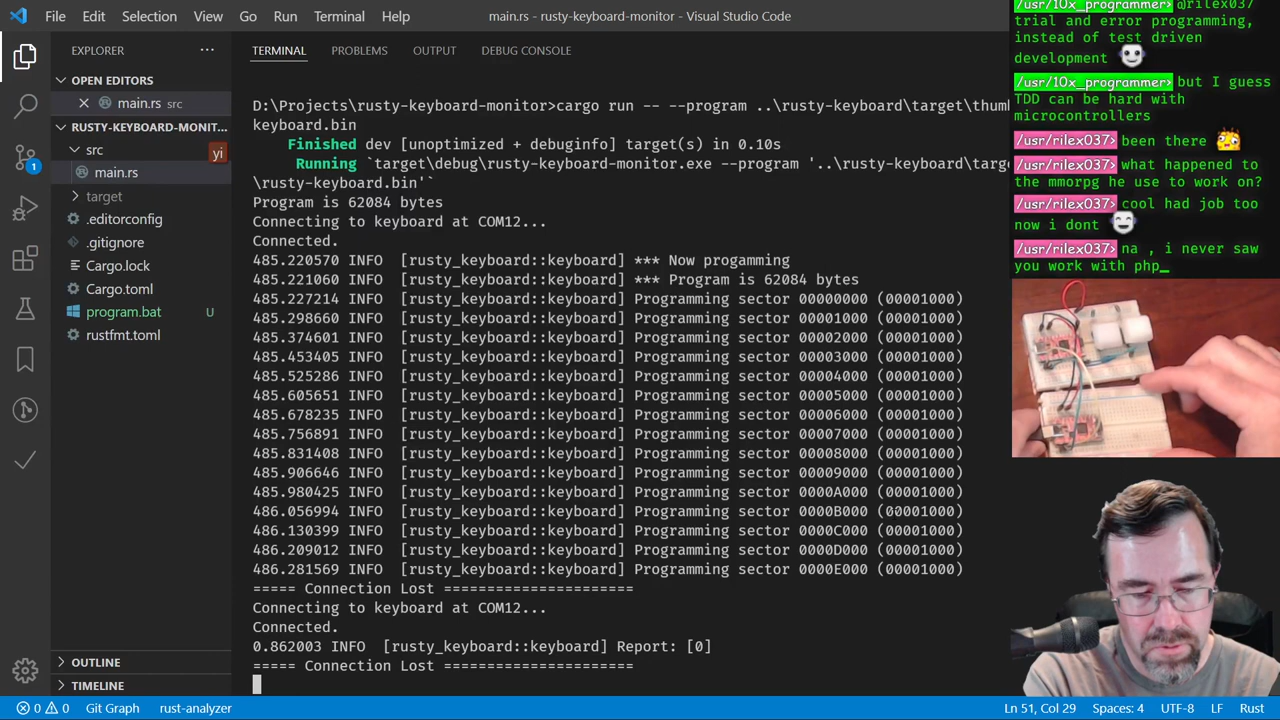 File Edit Selection View Go Run Terminal Help
main.rs - rusty-keyboard-monitor - Visual Studio Code
EXPLORER
OPEN EDITORS
main.rs src
RUSTY-KEYBOARD-MONIT...
src
main.rs
target
.editorconfig
.gitignore
Cargo.lock
Cargo.toml
program.bat U
rustfmt.toml
OUTLINE
TIMELINE
yi
1
TERMINAL PROBLEMS OUTPUT DEBUG CONSOLE
D:\Projects\rusty-keyboard-monitor>cargo run -- --program ..\rusty-keyboard\target\thum
keyboard.bin
Finished dev [unoptimized + debuginfo] target(s) in 0.10s
Running `target\debug\rusty-keyboard-monitor.exe --program '..\rusty-keyboard\targe
\rusty-keyboard.bin'`
Program is 62084 bytes
Connecting to keyboard at COM12...
Connected.
INFO [rusty_keyboard::keyboard] *** Now progamming
485.221060 INFO [rusty_keyboard::keyboard] *** Program is 62084 bytes
485.227214 INFO [rusty_keyboard::keyboard] Programming sector 00000000 (00001000)
485.298660 INFO [rusty_keyboard::keyboard] Programming sector 00001000 (00001000)
485.374601 INFO [rusty_keyboard::keyboard] Programming sector 00002000 (00001000)
485.453405 INFO [rusty_keyboard::keyboard] Programming sector 00003000 (00001000)
485.525286 INFO [rusty_keyboard::keyboard] Programming sector 00004000 (00001000)
485.605651 INFO [rusty_keyboard::keyboard] Programming sector 00005000 (00001000)
485.678235 INFO [rusty_keyboard::keyboard] Programming sector 00006000 (00001000)
485.756891 INFO [rusty_keyboard::keyboard] Programming sector 00007000 (00001000)
485.831408 INFO [rusty_keyboard::keyboard] Programming sector 00008000 (00001000)
485.906646 INFO [rusty_keyboard::keyboard] Programming sector 00009000 (00001000)
485.980425 INFO [rusty_keyboard::keyboard] Programming sector 0000A000 (00001000)
486.056994 INFO [rusty_keyboard::keyboard] Programming sector 0000B000 (00001000)
486.130399 INFO [rusty_keyboard::keyboard] Programming sector 0000C000 (00001000)
486.209012 INFO [rusty_keyboard::keyboard] Programming sector 0000D000 (00001000)
486.281569 INFO [rusty_keyboard::keyboard] Programming sector 0000E000 (00001000)
===== Connection Lost ======================
Connecting to keyboard at COM12...
Connected.
0.862003 INFO [rusty_keyboard::keyboard] Report: [0]
===== Connection Lost ======================
/usr/10x_programmer> @rilex037
trial and error programming,
instead of test driven
development
/usr/10x_programmer> but I guess
TDD can be hard with
microcontrollers
/usr/rilex037> been there
/usr/rilex037> what happened to
the mmorpg he use to work on?
/usr/rilex037> cool had job too
now i dont
/usr/rilex037> na , i never saw
you work with php_
0 0 Git Graph rust-analyzer
Ln 51, Col 29 Spaces: 4 UTF-8 LF Rust